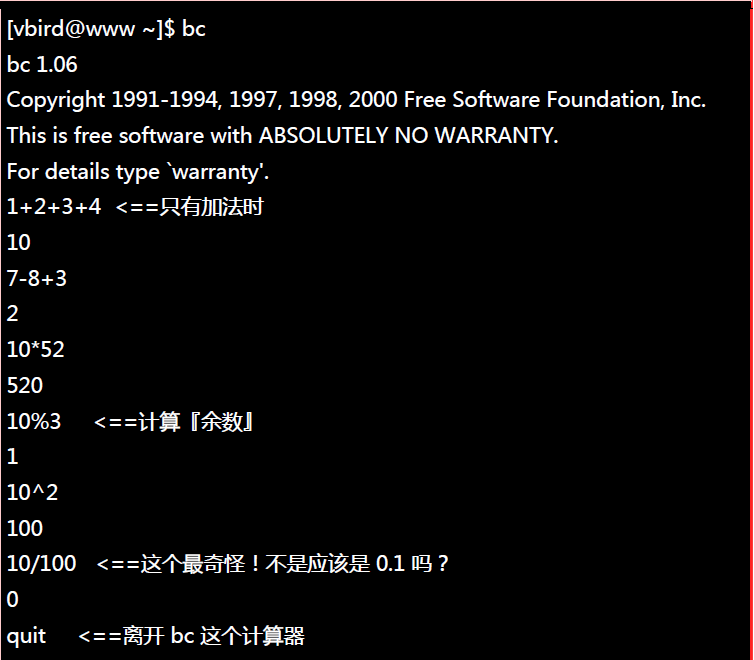 [vbird@www ~]$ bc
bc 1.06
Copyright 1991-1994, 1997, 1998, 2000 Free Software Foundation, Inc.
This is free software with ABSOLUTELY NO WARRANTY.
For details type `warranty'.
1+2+3+4  <==只有加法时
10
7-8+3
2
10*52
520
10%3     <==计算『余数』
1
10^2
100
10/100   <==这个最奇怪！不是应该是 0.1 吗？
0
quit     <==离开 bc 这个计算器